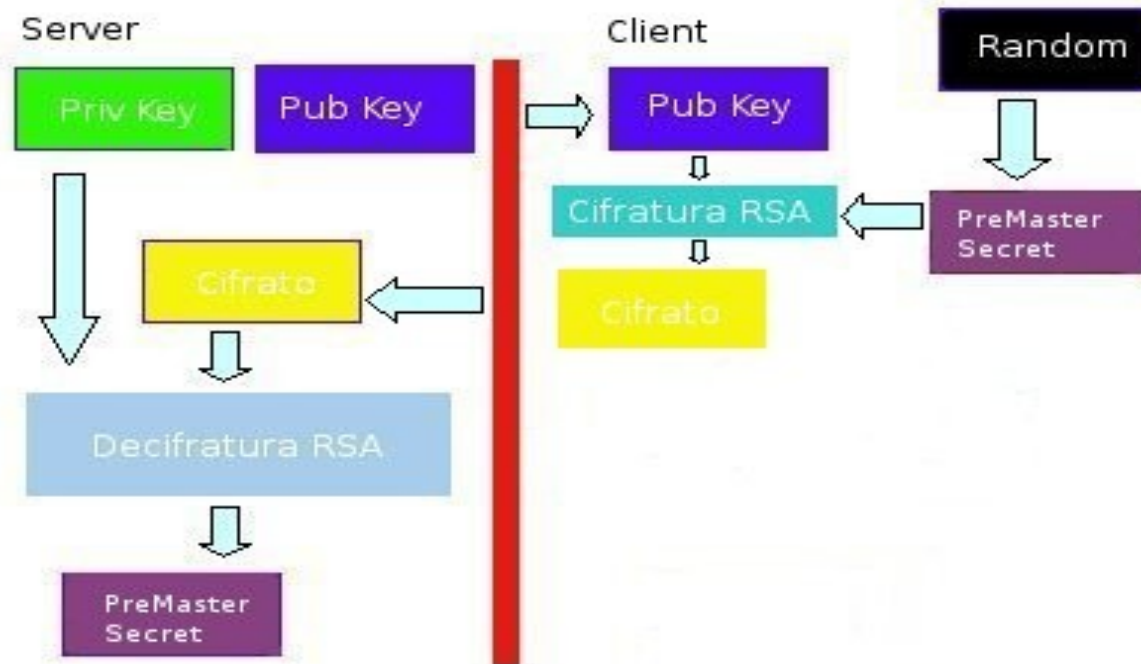 Server
Client
Random
Priv Key
Pub Key
Pub Key
Cifratura RSA
PreMaster
Secret
Cifrato
Cifrato
Decifratura RSA
PreMaster
Secret